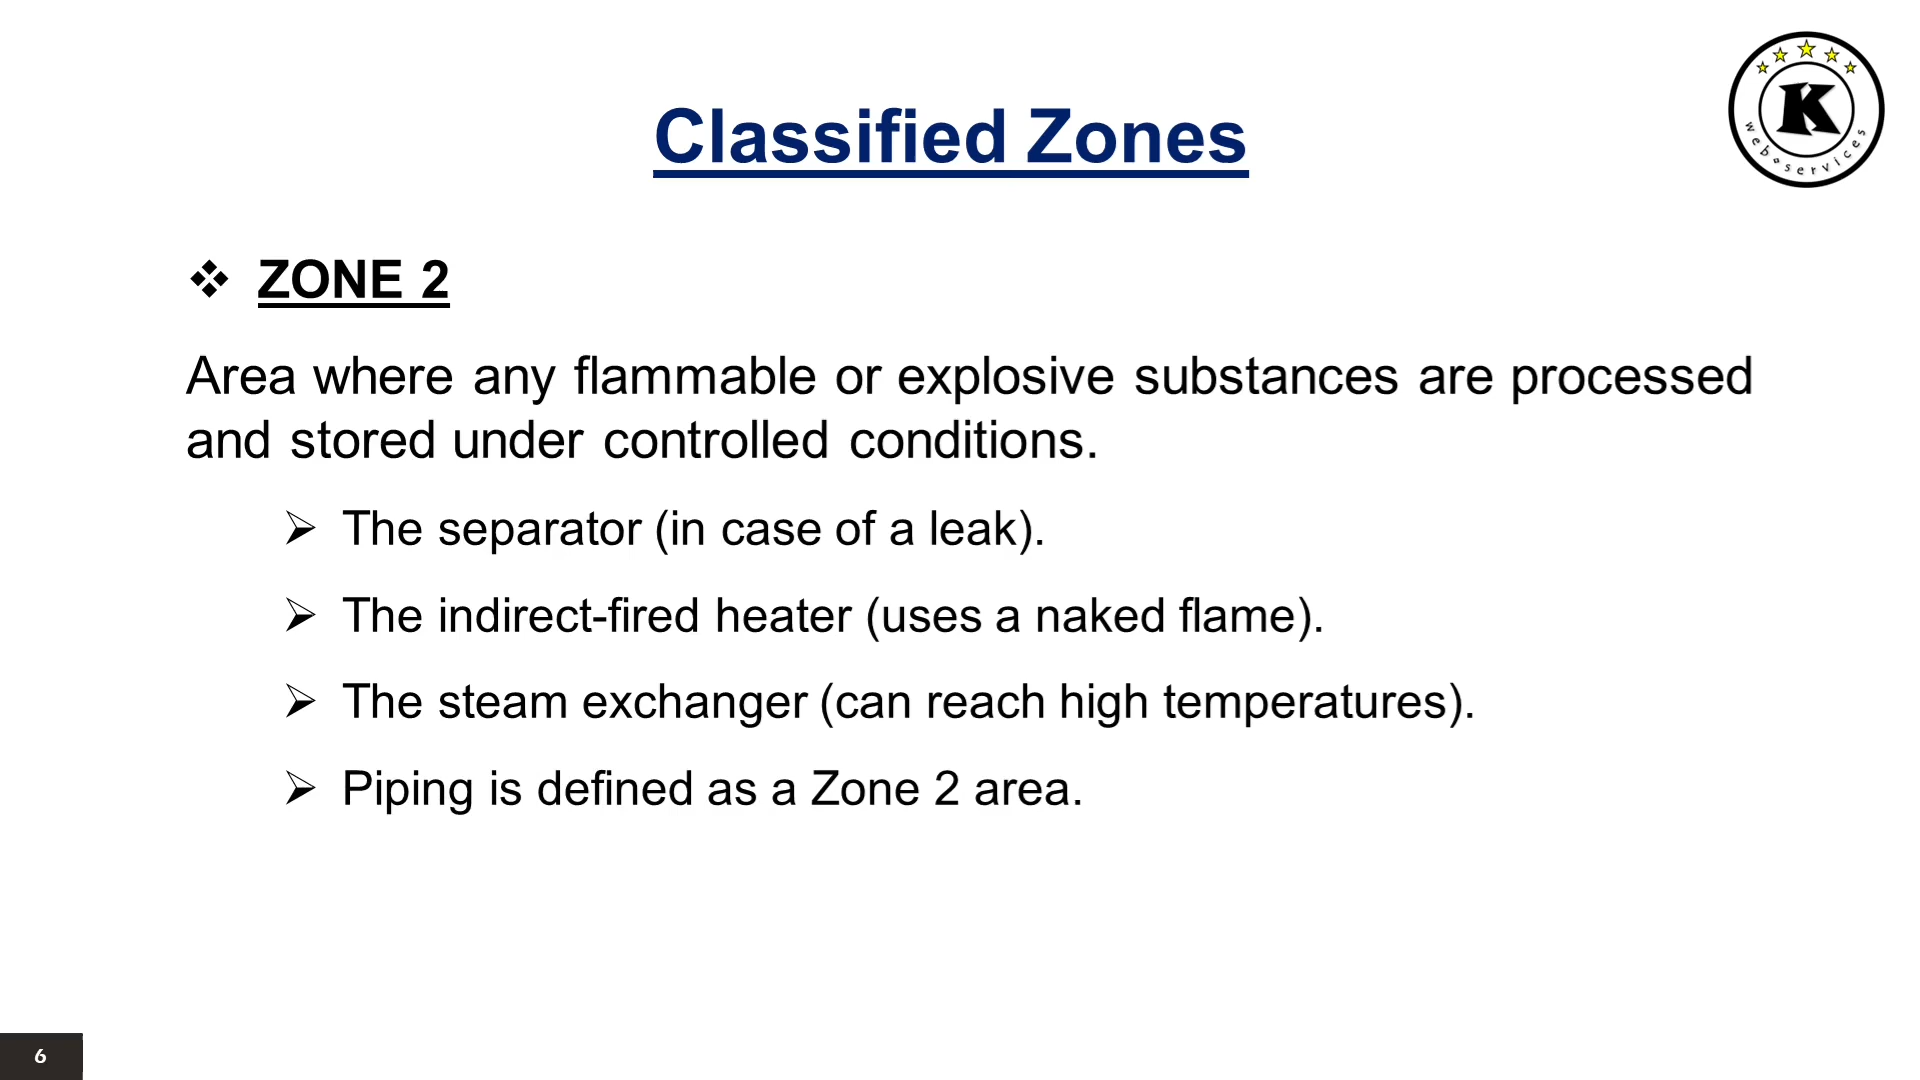 Classified Zones
K
web services
❖ ZONE 2
Area where any flammable or explosive substances are processed
and stored under controlled conditions.
➢ The separator (in case of a leak).
➢ The indirect-fired heater (uses a naked flame).
➢ The steam exchanger (can reach high temperatures).
➢ Piping is defined as a Zone 2 area.
6